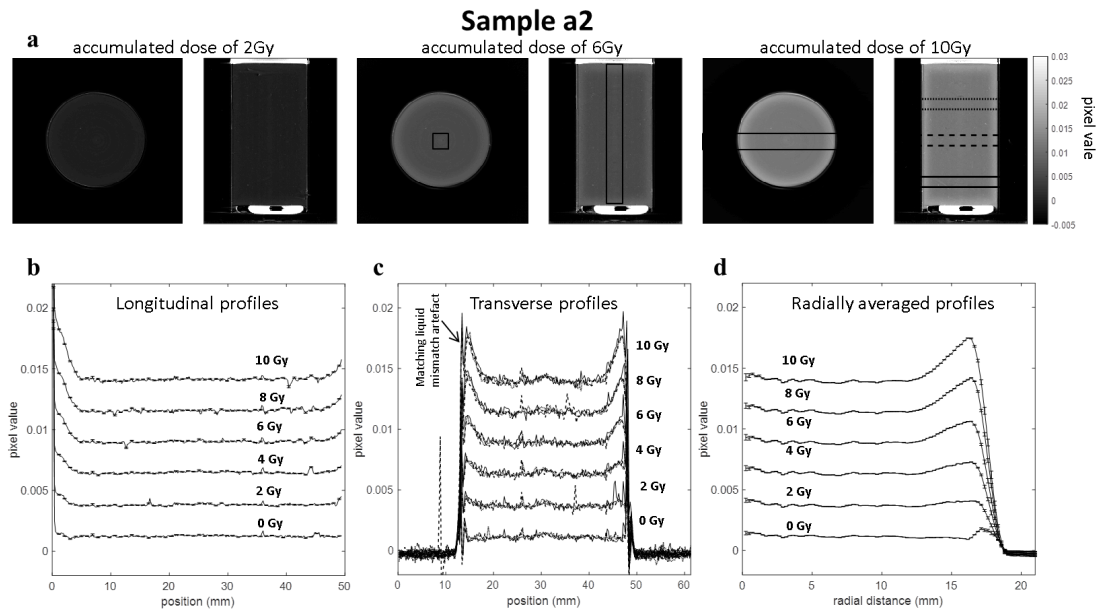 Sample a2
a
accumulated dose of 2Gy
accumulated dose of 6Gy
accumulated dose of 10Gy
0.03
0.025
0.02
0.015
0.01
0.005
0
-0.005
pixel vale
b
Longitudinal profiles
0.02
0.015
0.01
0.005
0
pixel value
10 Gy
8 Gy
6 Gy
4 Gy
2 Gy
0 Gy
0 10 20 30 40 50
position (mm)
c
Transverse profiles
Matching liquid
mismatch artefact
0.02
0.015
0.01
0.005
0
pixel value
10 Gy
8 Gy
6 Gy
4 Gy
2 Gy
0 Gy
0 10 20 30 40 50 60
position (mm)
d
Radially averaged profiles
0.02
0.015
0.01
0.005
0
pixel value
10 Gy
8 Gy
6 Gy
4 Gy
2 Gy
0 Gy
0 5 10 15 20
radial distance (mm)